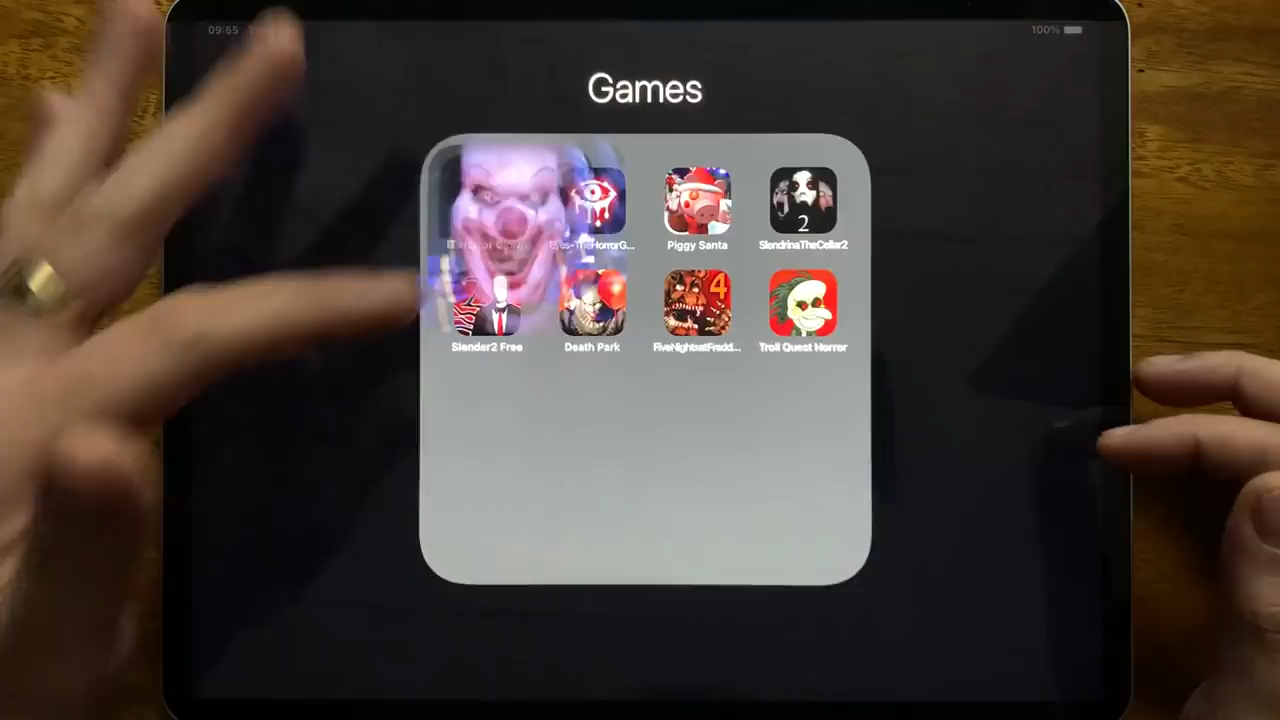 09:55
100%
Games
Piggy Santa
2
SlendrinaTheCellar2
4
Slender2 Free
Death Park
FiveNightsatFredd...
Troll Quest Horror